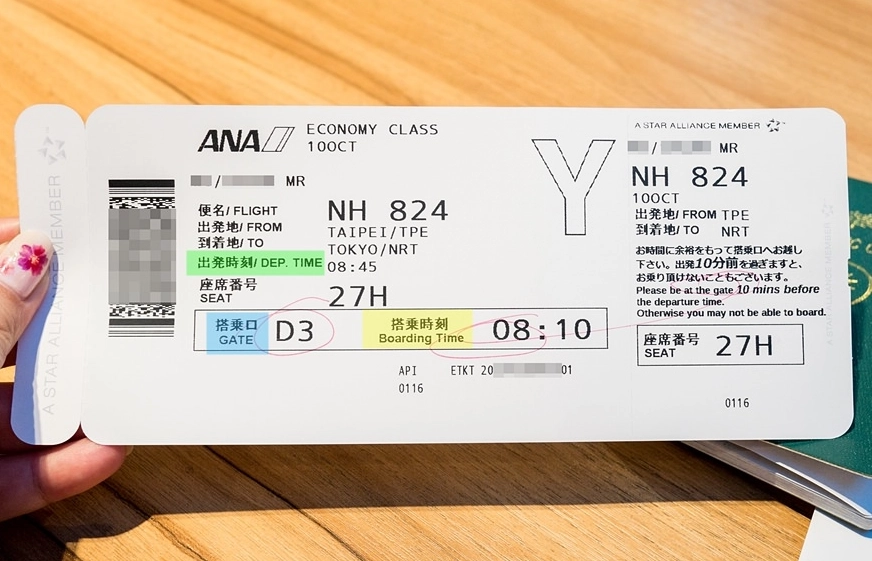 A STAR ALLIANCE MEMBER
ANA
ECONOMY CLASS
10OCT
/ MR
便名/ FLIGHT NH 824
出発地/ FROM TAIPEI/TPE
到着地/ TO TOKYO/NRT
出発時刻/ DEP. TIME 08:45
座席番号
SEAT 27H
搭乗口
GATE D3
搭乗時刻
Boarding Time 08:10
API ETKT 20 01
0116
Y
A STAR ALLIANCE MEMBER
/ MR
NH 824
10OCT
出発地/ FROM TPE
到着地/ TO NRT
お時間に余裕をもって搭乗口へお越し
下さい。出発10分前を過ぎますと、
お乗り頂けないこともございます。
Please be at the gate 10 mins before
the departure time.
Otherwise you may not be able to board.
座席番号
SEAT 27H
0116
A STAR ALLIANCE MEMBER